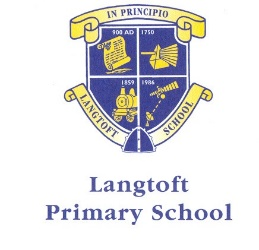 IN PRINCIPIO
900 AD 1750
1859 1986
LANGTOFT SCHOOL
Langtoft
Primary School